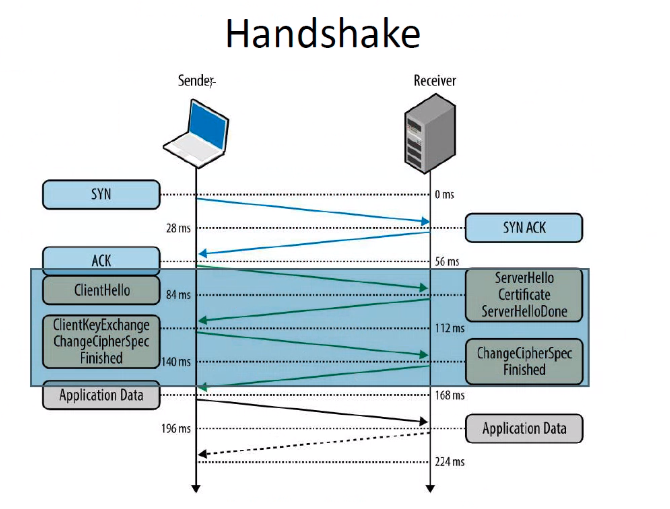 Handshake
Sender-
Receiver
SYN
0 ms
28 ms
SYN ACK
ACK
56 ms
ClientHello
84 ms
ServerHello
Certificate
ServerHelloDone
ClientKeyExchange
ChangeCipherSpec
Finished
112 ms
140 ms
ChangeCipherSpec
Finished
Application Data
168 ms
196 ms
Application Data
224 ms